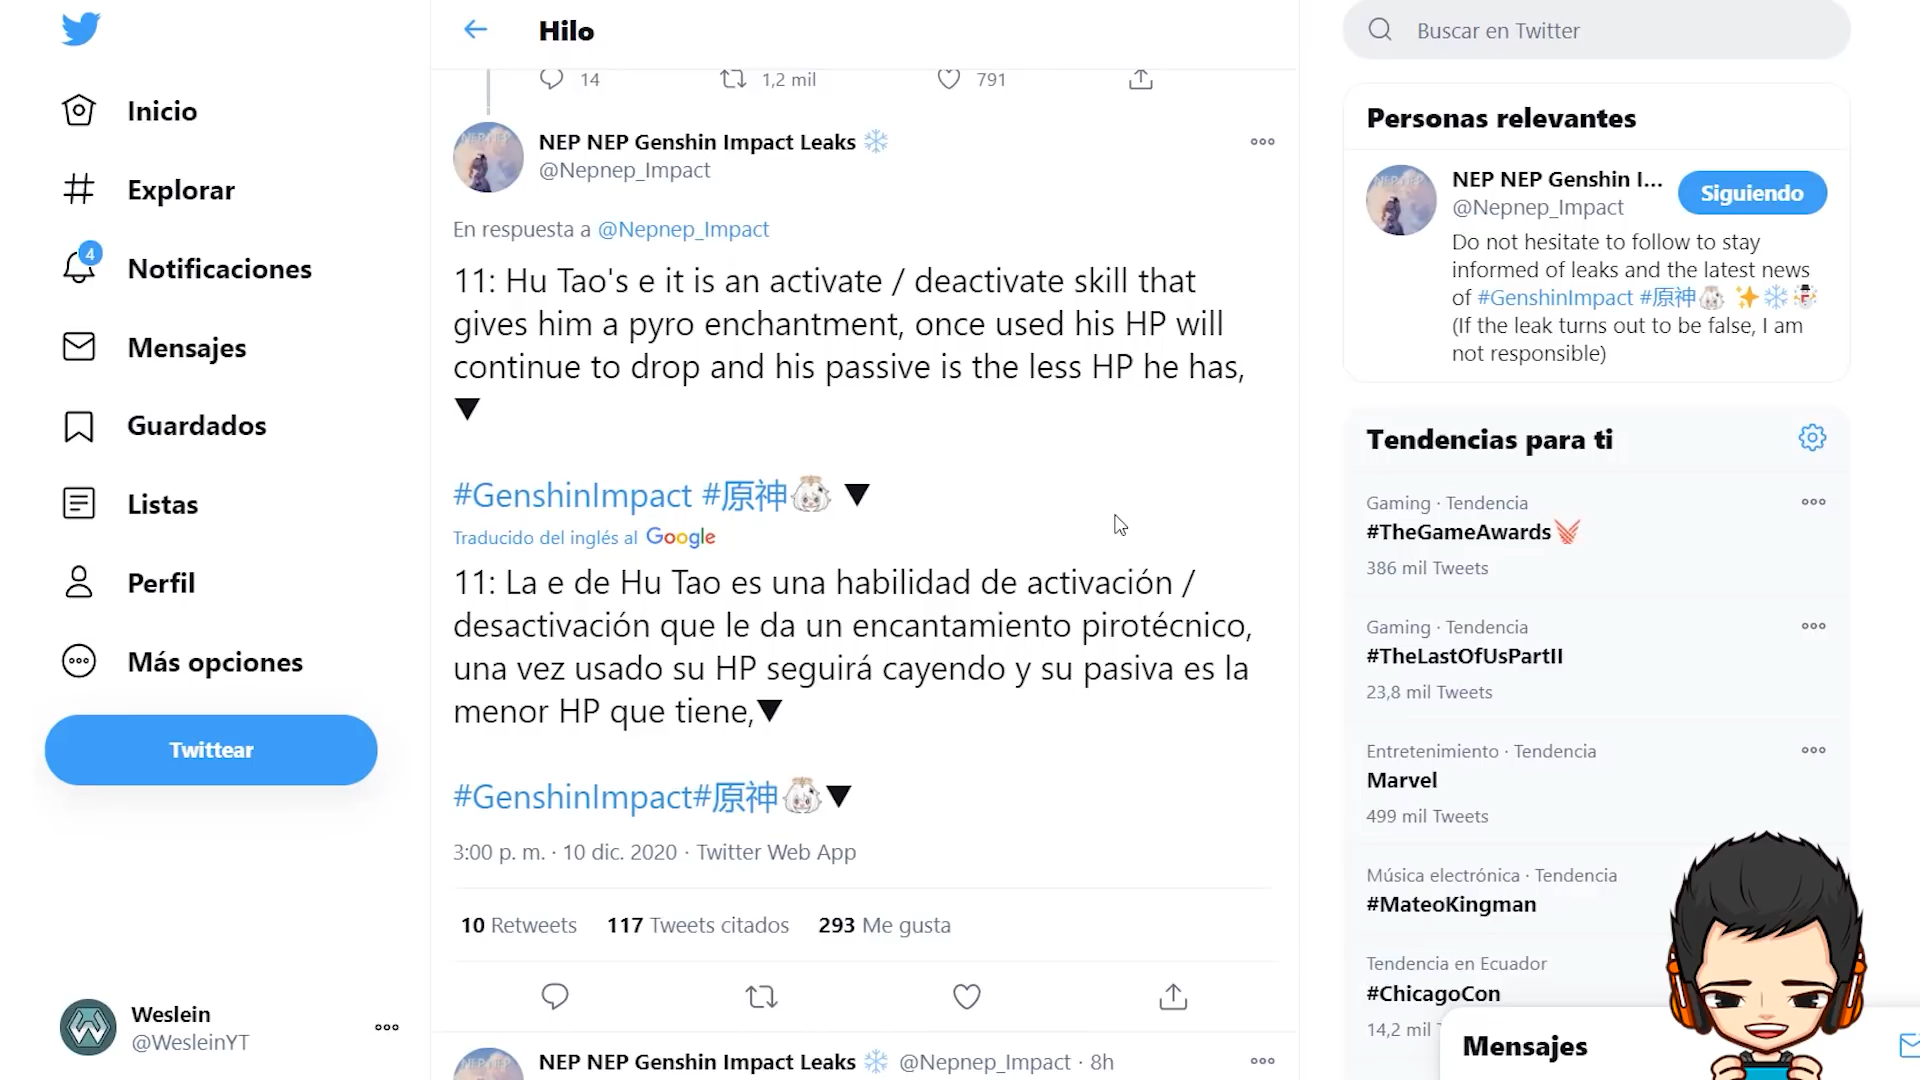 Inicio
Explorar
4
Notificaciones
Mensajes
Guardados
Listas
Perfil
Más opciones
Twittear
Weslein
@WesleinYT
Hilo
14 1,2 mil 791
NEP NEP Genshin Impact Leaks
@Nepnep_Impact
En respuesta a @Nepnep_Impact
11: Hu Tao's e it is an activate / deactivate skill that
gives him a pyro enchantment, once used his HP will
continue to drop and his passive is the less HP he has,
▼
#GenshinImpact #原神 ▼
Traducido del inglés al Google
11: La e de Hu Tao es una habilidad de activación /
desactivación que le da un encantamiento pirotécnico,
una vez usado su HP seguirá cayendo y su pasiva es la
menor HP que tiene,▼
#GenshinImpact#原神▼
3:00 p. m. · 10 dic. 2020 · Twitter Web App
10 Retweets 117 Tweets citados 293 Me gusta
NEP NEP Genshin Impact Leaks @Nepnep_Impact · 8h
Buscar en Twitter
Personas relevantes
NEP NEP Genshin I...
@Nepnep_Impact
Siguiendo
Do not hesitate to follow to stay
informed of leaks and the latest news
of #GenshinImpact #原神
(If the leak turns out to be false, I am
not responsible)
Tendencias para ti
Gaming · Tendencia
#TheGameAwards
386 mil Tweets
Gaming · Tendencia
#TheLastOfUsPartII
23,8 mil Tweets
Entretenimiento · Tendencia
Marvel
499 mil Tweets
Música electrónica · Tendencia
#MateoKingman
Tendencia en Ecuador
#ChicagoCon
14,2 mil
Mensajes